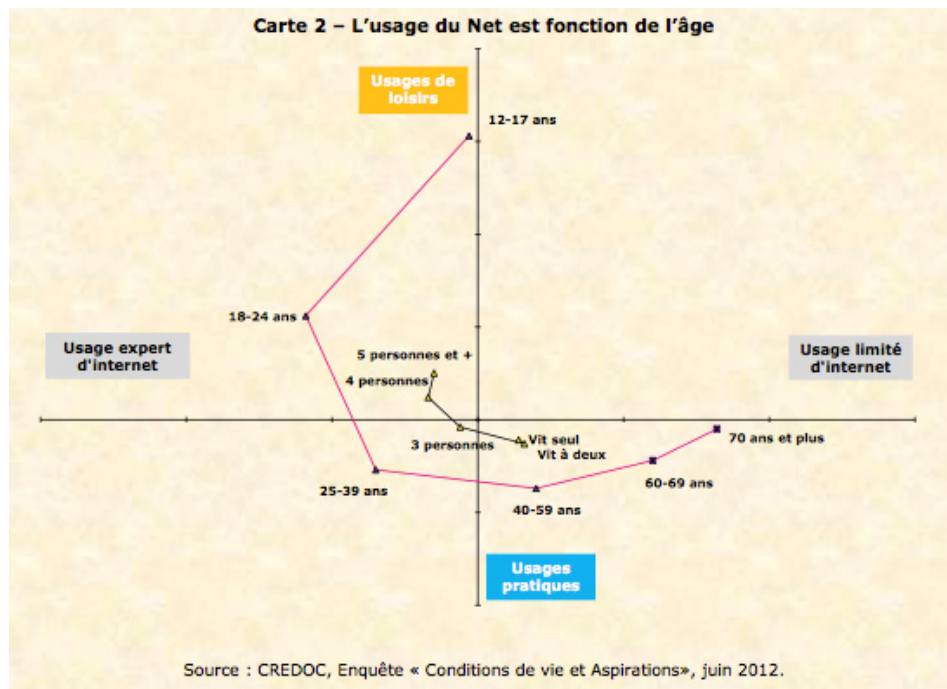 Carte 2 – L’usage du Net est fonction de l’âge
Usages de
loisirs
12-17 ans
18-24 ans
Usage expert
d'internet
5 personnes et +
4 personnes
Usage limité
d'internet
3 personnes
Vit seul
Vit à deux
70 ans et plus
60-69 ans
25-39 ans
40-59 ans
Usages
pratiques
Source : CREDOC, Enquête « Conditions de vie et Aspirations», juin 2012.